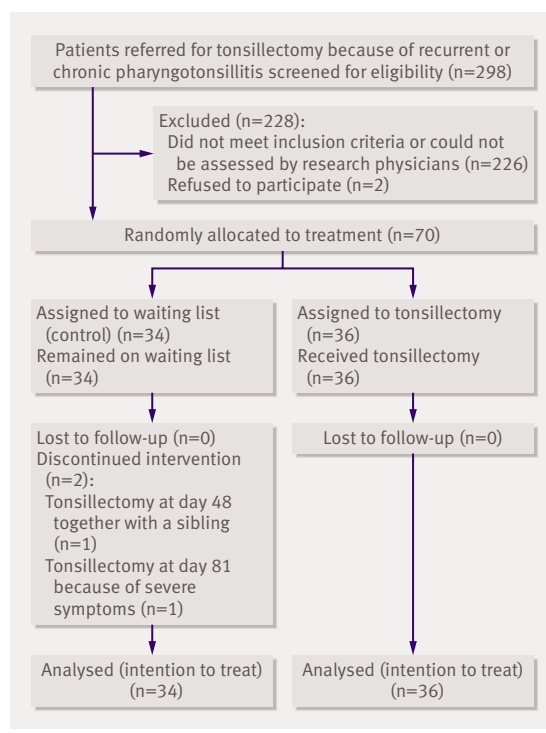 Patients referred for tonsillectomy because of recurrent or
chronic pharyngotonsillitis screened for eligibility (n=298)
Excluded (n=228):
Did not meet inclusion criteria or could not
be assessed by research physicians (n=226)
Refused to participate (n=2)
Randomly allocated to treatment (n=70)
Assigned to waiting list
(control) (n=34)
Remained on waiting list
(n=34)
Assigned to tonsillectomy
(n=36)
Received tonsillectomy
(n=36)
Lost to follow-up (n=0)
Discontinued intervention
(n=2):
Tonsillectomy at day 48
together with a sibling
(n=1)
Tonsillectomy at day 81
because of severe
symptoms (n=1)
Lost to follow-up (n=0)
Analysed (intention to treat)
(n=34)
Analysed (intention to treat)
(n=36)